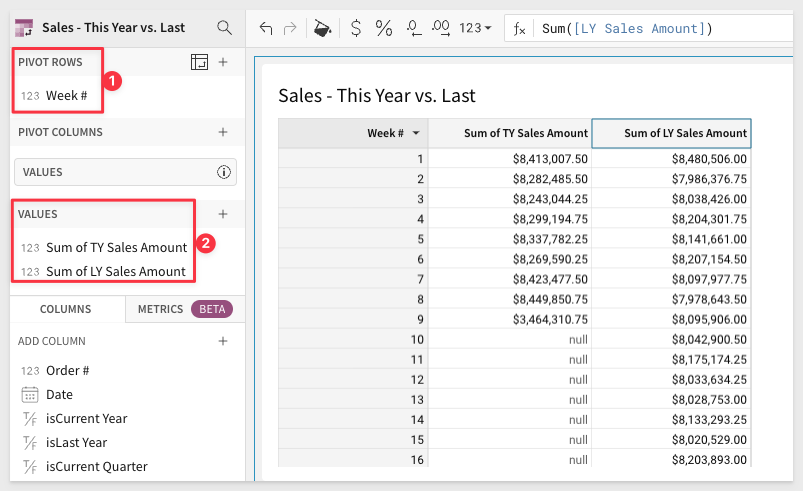 Sales - This Year vs. Last
PIVOT ROWS
1
123 Week #
PIVOT COLUMNS
VALUES
VALUES
123 Sum of TY Sales Amount
2
123 Sum of LY Sales Amount
COLUMNS METRICS BETA
ADD COLUMN
123 Order #
Date
T/F isCurrent Year
T/F isLast Year
T/F isCurrent Quarter
$ % .0 .00 123 fx Sum([LY Sales Amount])
Sales - This Year vs. Last
Week # Sum of TY Sales Amount Sum of LY Sales Amount
1 $8,413,007.50 $8,480,506.00
2 $8,282,485.50 $7,986,376.75
3 $8,243,044.25 $8,038,426.00
4 $8,299,194.75 $8,204,301.75
5 $8,337,782.25 $8,141,661.00
6 $8,269,590.25 $8,207,154.50
7 $8,423,477.50 $8,097,977.75
8 $8,449,850.75 $7,978,643.50
9 $3,464,310.75 $8,095,906.00
10 null $8,042,900.50
11 null $8,175,174.25
12 null $8,033,634.25
13 null $8,028,753.00
14 null $8,133,293.25
15 null $8,020,529.00
16 null $8,203,893.00